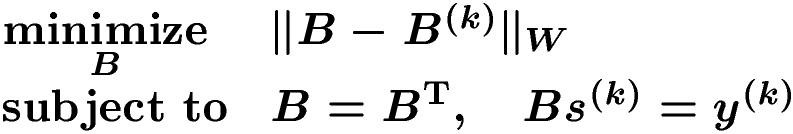 minimize ||B − B^(k)||_W
B
subject to B = B^T, Bs^(k) = y^(k)